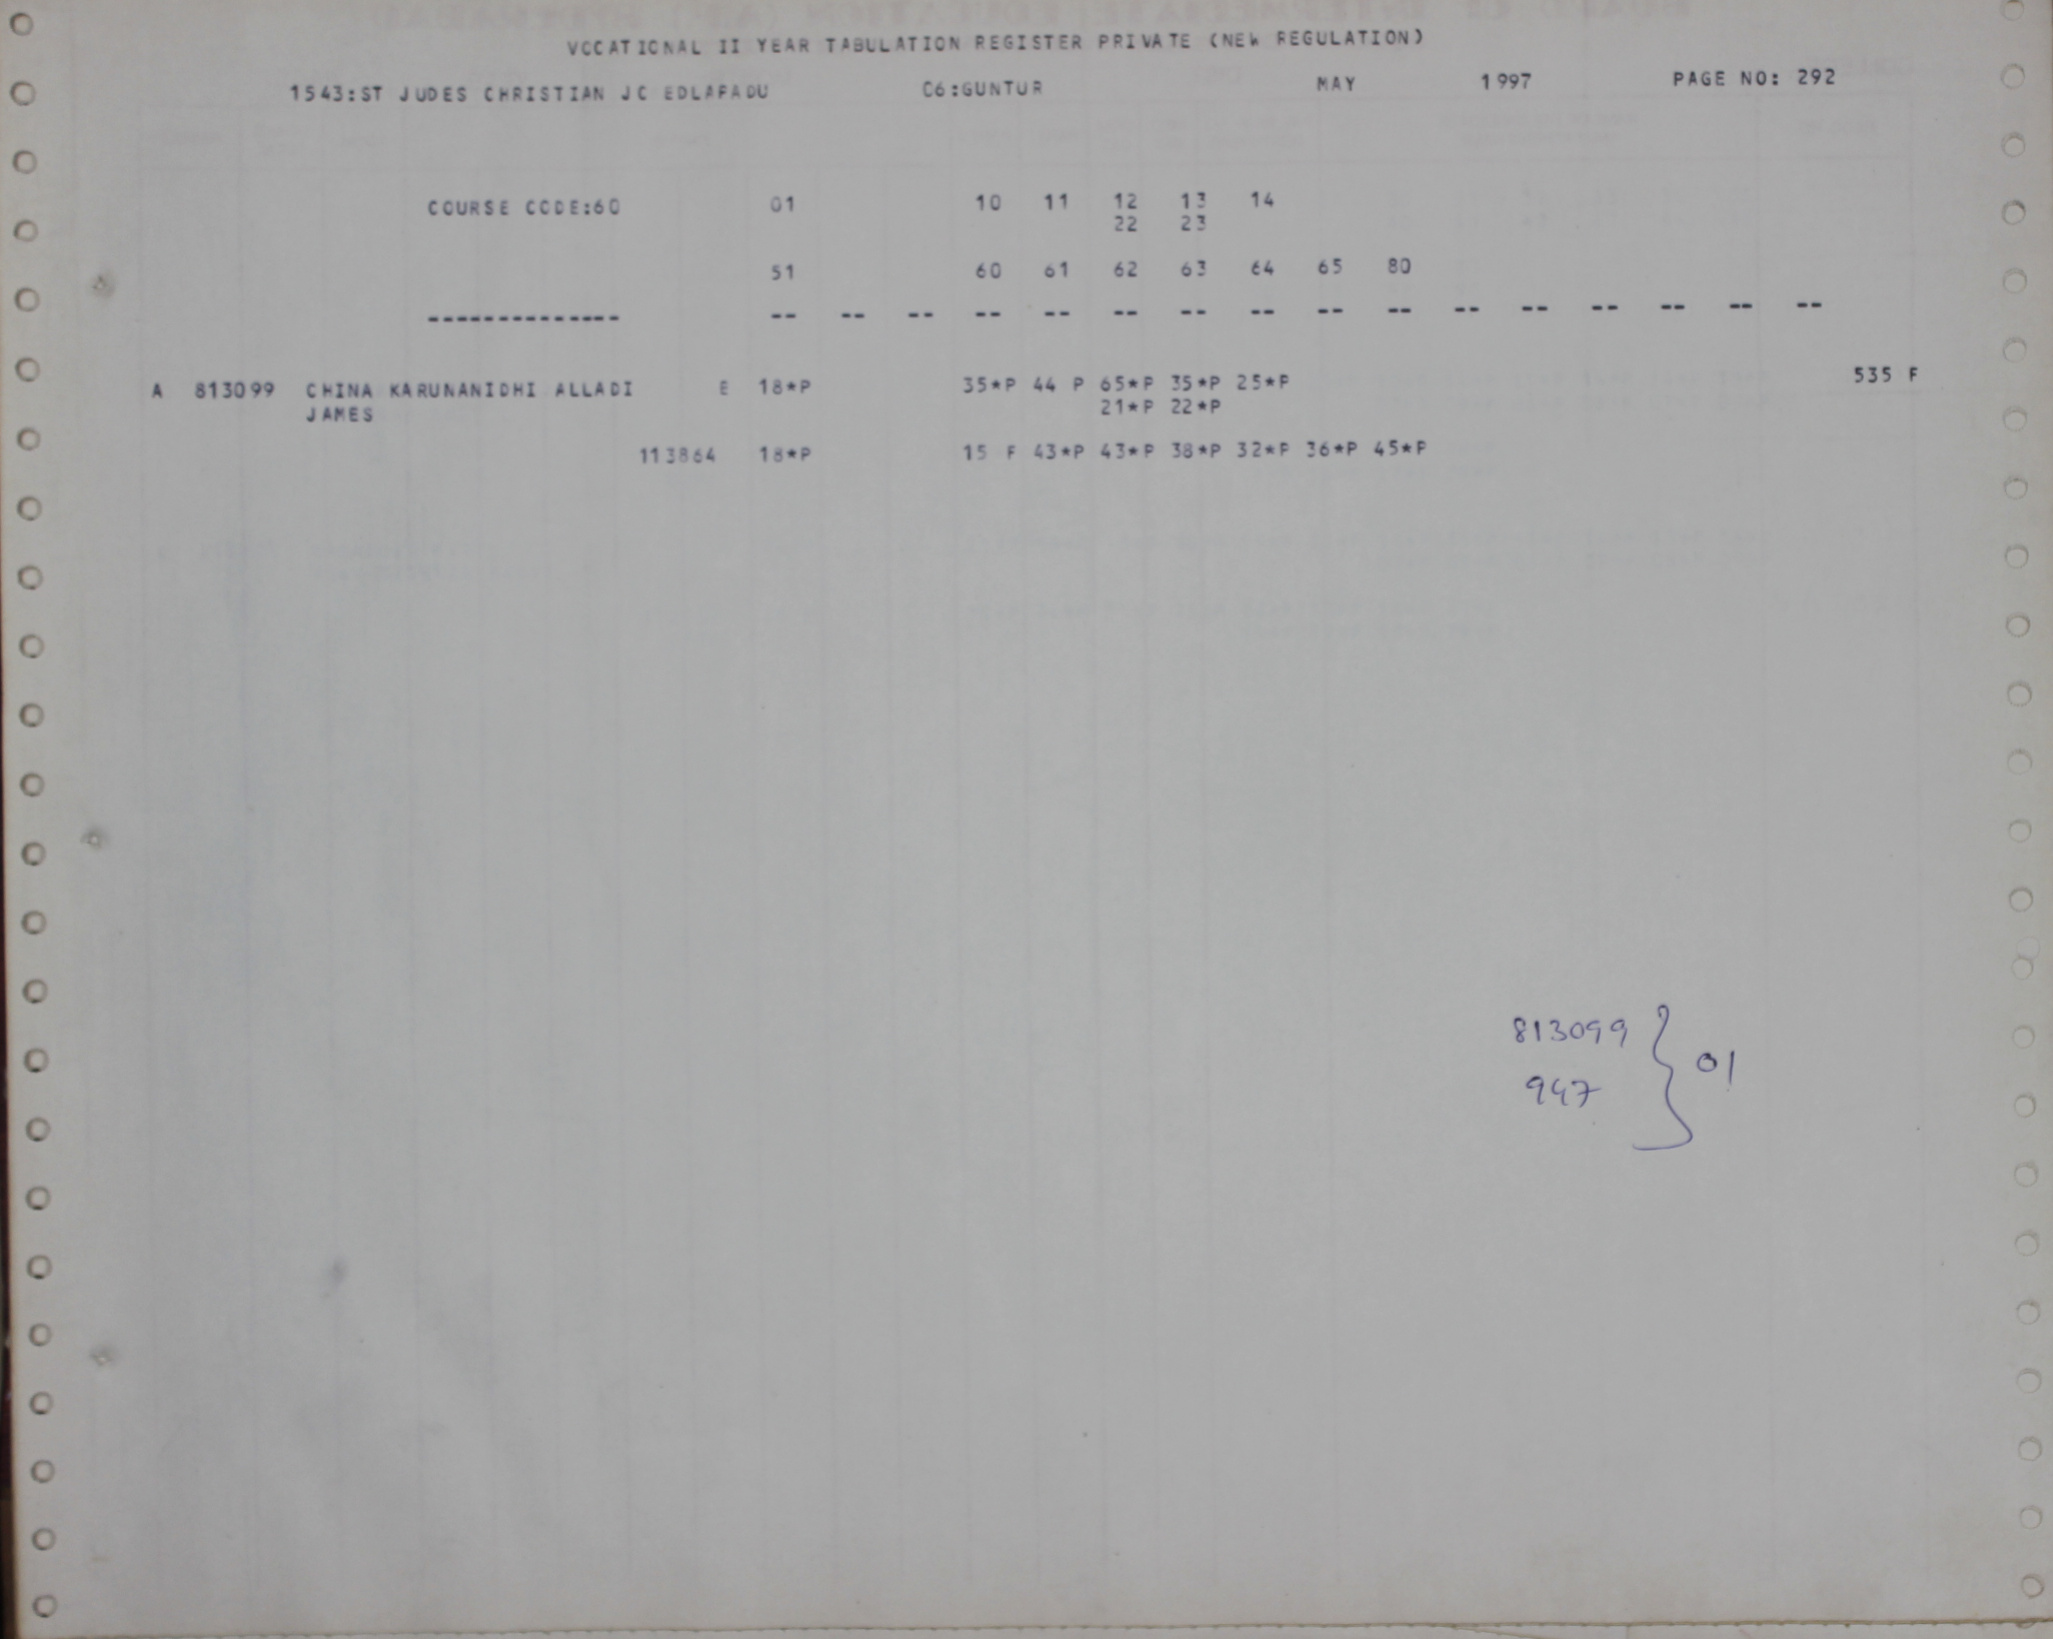 VCCATIONAL II YEAR TABULATION REGISTER PRIVATE (NEW REGULATION)
1543:ST JUDES CHRISTIAN JC EDLAPADU C6:GUNTUR MAY 1997 PAGE NO: 292
COURSE CODE:60 01 10 11 12 13 14
22 23
51 60 61 62 63 64 65 80
-------------- -- -- -- -- -- -- -- -- -- -- -- -- -- -- -- --
A 813099 CHINA KARUNANIDHI ALLADI E 18*P 35*P 44 P 65*P 35*P 25*P 535 F
JAMES 21*P 22*P
113864 18*P 15 F 43*P 43*P 38*P 32*P 36*P 45*P
813099
947 } 01